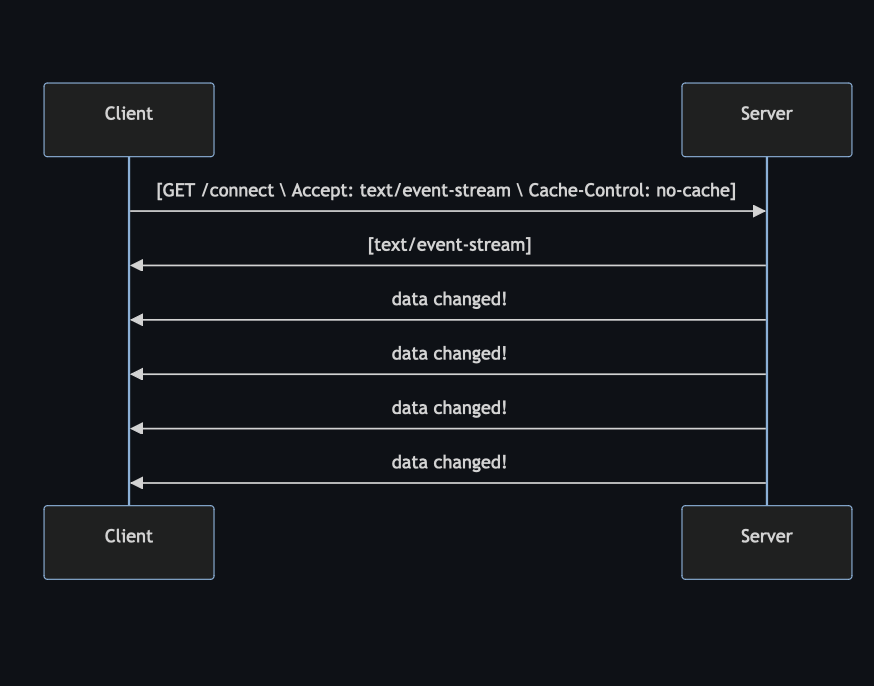 Client
Server
[GET /connect \ Accept: text/event-stream \ Cache-Control: no-cache]
[text/event-stream]
data changed!
data changed!
data changed!
data changed!
Client
Server